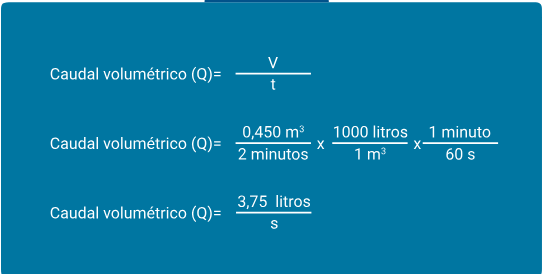 Caudal volumétrico (Q)= V / t
Caudal volumétrico (Q)= 0,450 m³ / 2 minutos x 1000 litros / 1 m³ x 1 minuto / 60 s
Caudal volumétrico (Q)= 3,75 litros / s